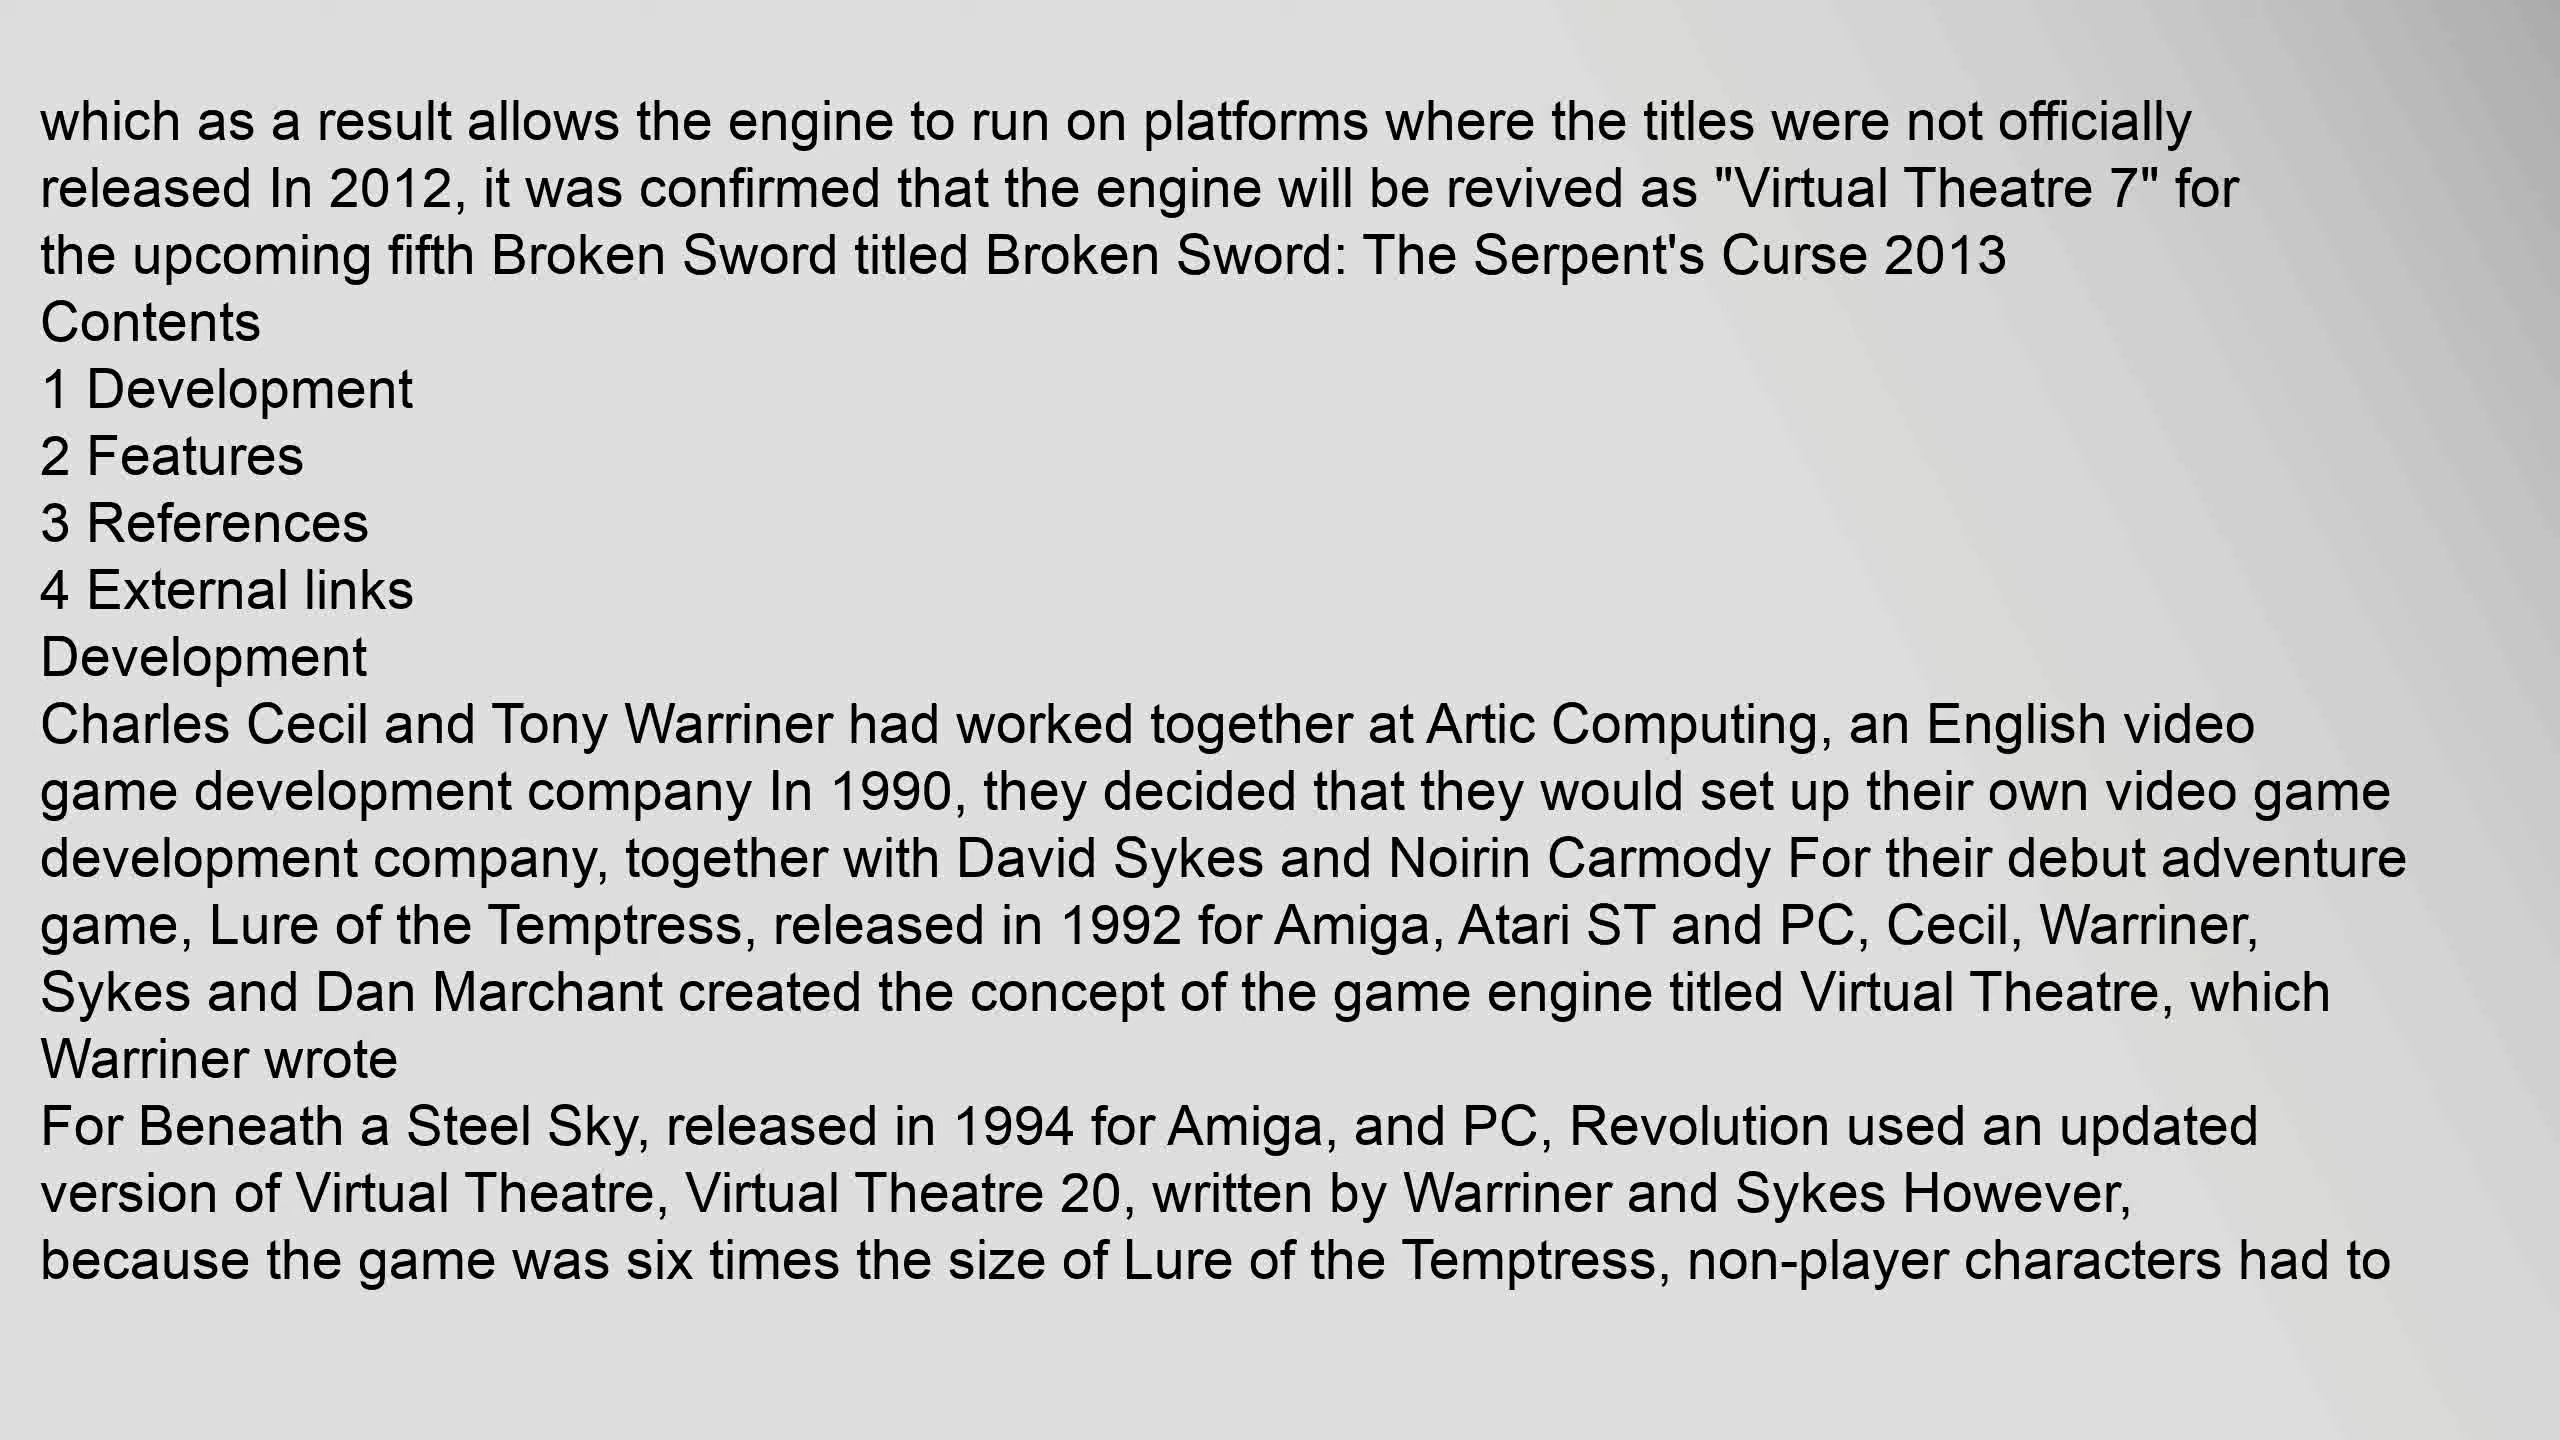 which as a result allows the engine to run on platforms where the titles were not officially
released In 2012, it was confirmed that the engine will be revived as "Virtual Theatre 7" for
the upcoming fifth Broken Sword titled Broken Sword: The Serpent's Curse 2013
Contents
1 Development
2 Features
3 References
4 External links
Development
Charles Cecil and Tony Warriner had worked together at Artic Computing, an English video
game development company In 1990, they decided that they would set up their own video game
development company, together with David Sykes and Noirin Carmody For their debut adventure
game, Lure of the Temptress, released in 1992 for Amiga, Atari ST and PC, Cecil, Warriner,
Sykes and Dan Marchant created the concept of the game engine titled Virtual Theatre, which
Warriner wrote
For Beneath a Steel Sky, released in 1994 for Amiga, and PC, Revolution used an updated
version of Virtual Theatre, Virtual Theatre 20, written by Warriner and Sykes However,
because the game was six times the size of Lure of the Temptress, non-player characters had to